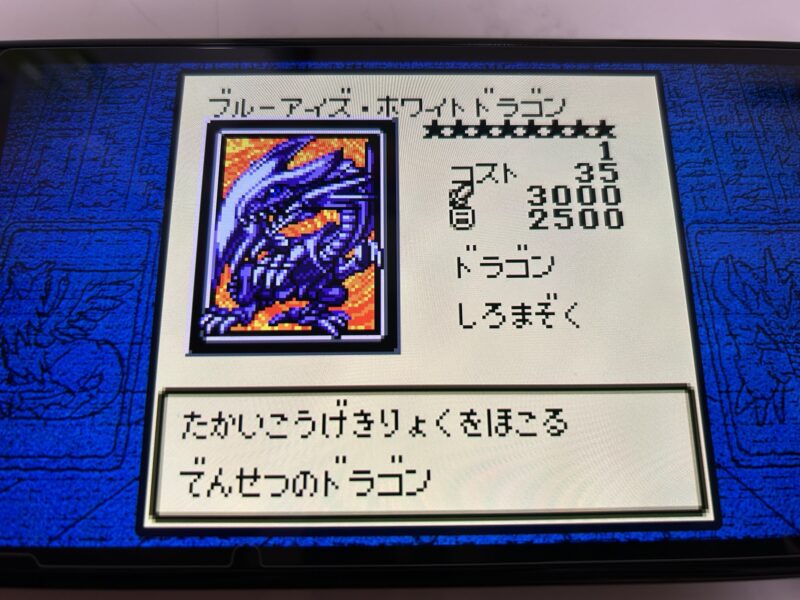 ブルーアイズ・ホワイトドラゴン
★★★★★★★★
1
コスト 35
3000
2500
ドラゴン
しろまぞく
たかいこうげきりょくをほこる
でんせつのドラゴン